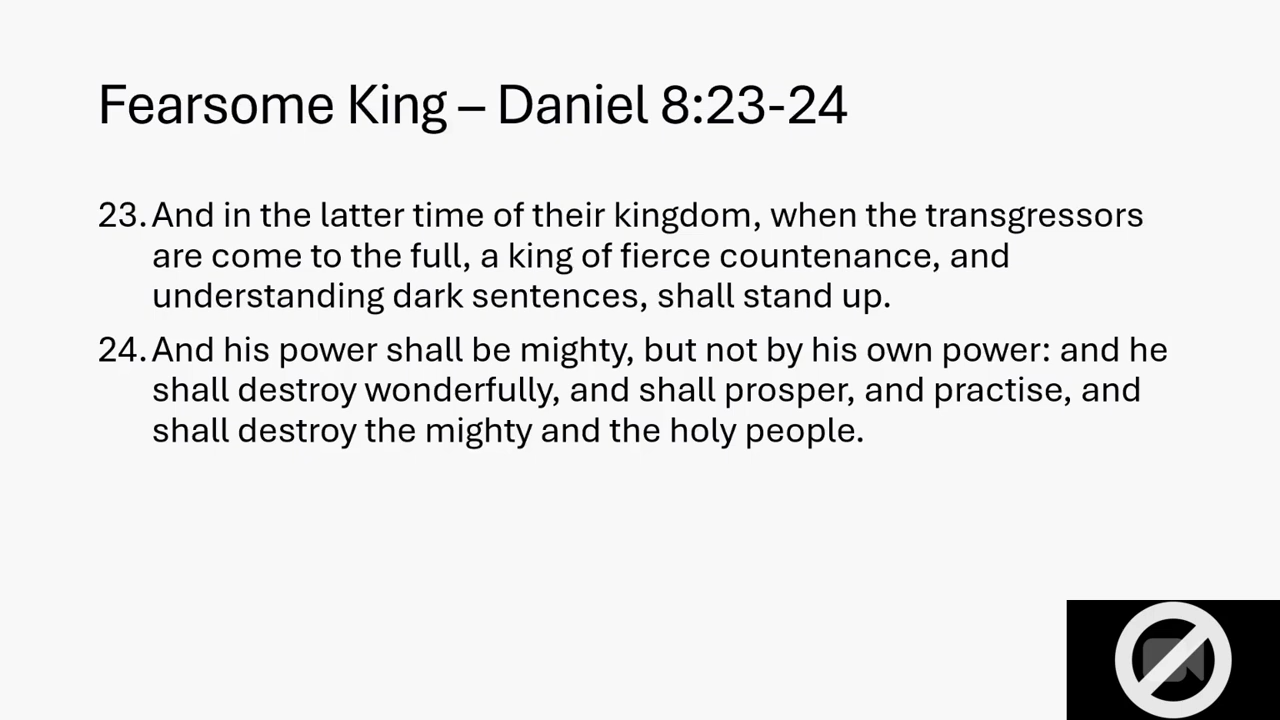 Fearsome King – Daniel 8:23-24
23. And in the latter time of their kingdom, when the transgressors
are come to the full, a king of fierce countenance, and
understanding dark sentences, shall stand up.
24. And his power shall be mighty, but not by his own power: and he
shall destroy wonderfully, and shall prosper, and practise, and
shall destroy the mighty and the holy people.